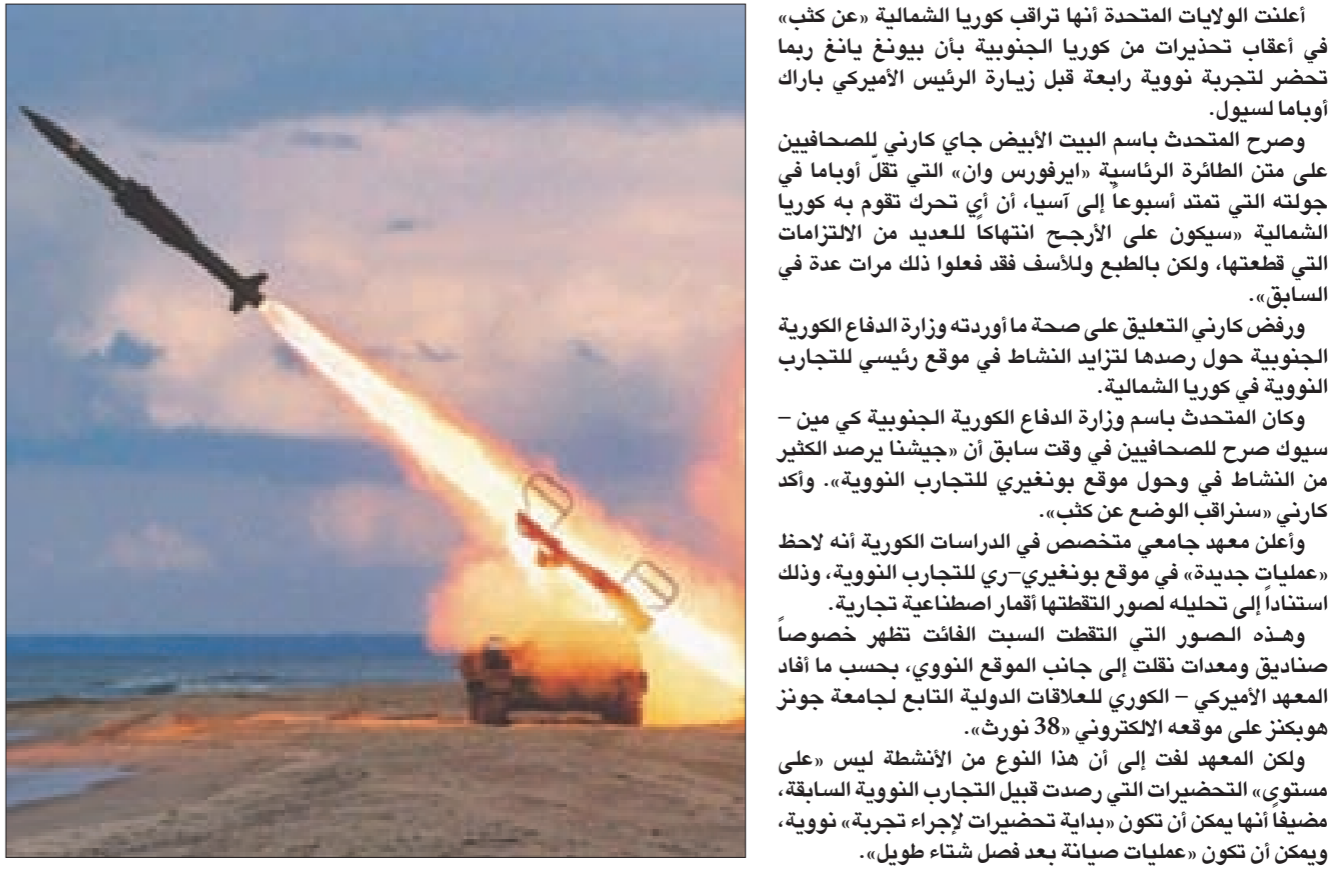 أعلنت الولايات المتحدة أنها تراقب كوريا الشمالية «عن كثب»
في أعقاب تحذيرات من كوريا الجنوبية بأن بيونغ يانغ ربما
تحضر لتجربة نووية رابعة قبل زيارة الرئيس الأميركي باراك
أوباما لسيول.
وصرح المتحدث باسم البيت الأبيض جاي كارني للصحافيين
على متن الطائرة الرئاسية «ايرفورس وان» التي تقلّ أوباما في
جولته التي تمتد أسبوعاً إلى آسيا، أن أي تحرك تقوم به كوريا
الشمالية «سيكون على الأرجح انتهاكاً للعديد من الالتزامات
التي قطعتها، ولكن بالطبع وللأسف فقد فعلوا ذلك مرات عدة في
السابق».
ورفض كارني التعليق على صحة ما أوردته وزارة الدفاع الكورية
الجنوبية حول رصدها لتزايد النشاط في موقع رئيسي للتجارب
النووية في كوريا الشمالية.
وكان المتحدث باسم وزارة الدفاع الكورية الجنوبية كي مين –
سيوك صرح للصحافيين في وقت سابق أن «جيشنا يرصد الكثير
من النشاط في وحول موقع بونغيري للتجارب النووية». وأكد
كارني «سنراقب الوضع عن كثب».
وأعلن معهد جامعي متخصص في الدراسات الكورية أنه لاحظ
«عمليات جديدة» في موقع بونغيري–ري للتجارب النووية، وذلك
استناداً إلى تحليله لصور التقطتها أقمار اصطناعية تجارية.
وهذه الصور التي التقطت السبت الفائت تظهر خصوصاً
صناديق ومعدات نقلت إلى جانب الموقع النووي، بحسب ما أفاد
المعهد الأميركي – الكوري للعلاقات الدولية التابع لجامعة جونز
هوبكنز على موقعه الالكتروني «38 نورث».
ولكن المعهد لفت إلى أن هذا النوع من الأنشطة ليس «على
مستوى» التحضيرات التي رصدت قبيل التجارب النووية السابقة،
مضيفاً أنها يمكن أن تكون «بداية تحضيرات لإجراء تجربة» نووية،
ويمكن أن تكون «عمليات صيانة بعد فصل شتاء طويل».